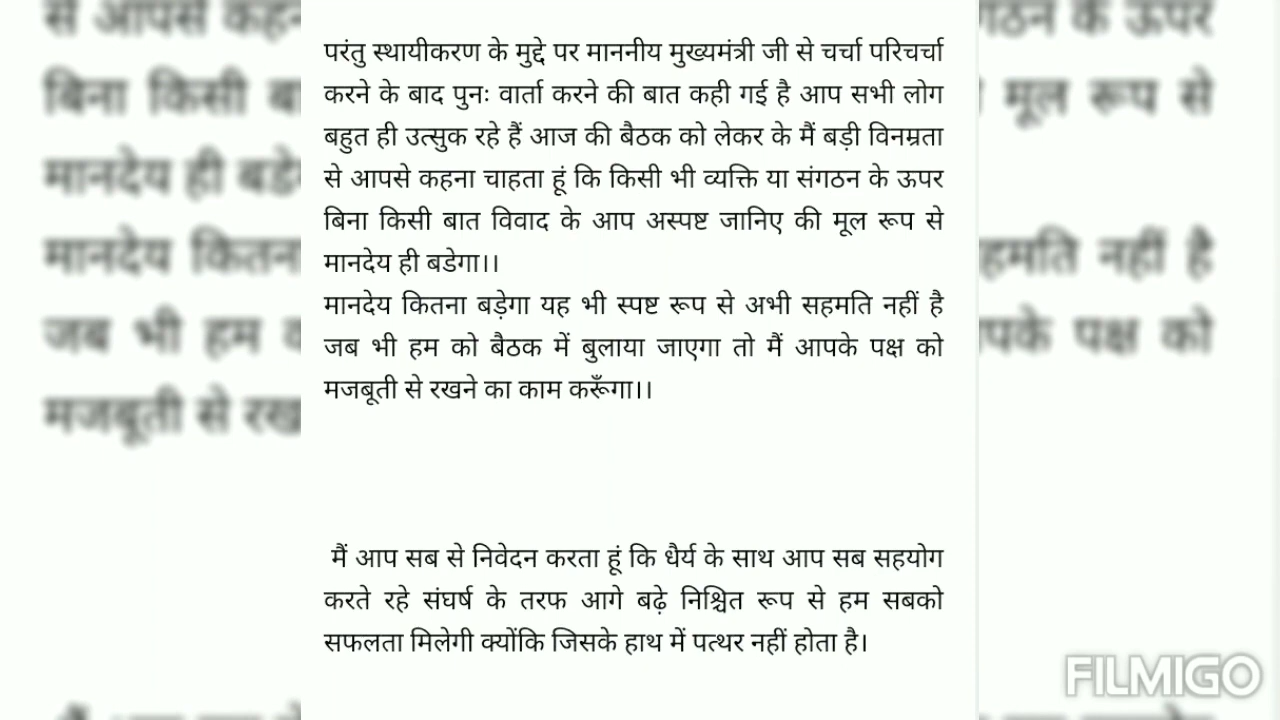 परंतु स्थायीकरण के मुद्दे पर माननीय मुख्यमंत्री जी से चर्चा परिचर्चा
करने के बाद पुनः वार्ता करने की बात कही गई है आप सभी लोग
बहुत ही उत्सुक रहे हैं आज की बैठक को लेकर के मैं बड़ी विनम्रता
से आपसे कहना चाहता हूं कि किसी भी व्यक्ति या संगठन के ऊपर
बिना किसी बात विवाद के आप अस्पष्ट जानिए की मूल रूप से
मानदेय ही बडेगा।।
मानदेय कितना बड़ेगा यह भी स्पष्ट रूप से अभी सहमति नहीं है
जब भी हम को बैठक में बुलाया जाएगा तो मैं आपके पक्ष को
मजबूती से रखने का काम करूँगा।।
मैं आप सब से निवेदन करता हूं कि धैर्य के साथ आप सब सहयोग
करते रहे संघर्ष के तरफ आगे बढ़े निश्चित रूप से हम सबको
सफलता मिलेगी क्योंकि जिसके हाथ में पत्थर नहीं होता है।
FILMIGO